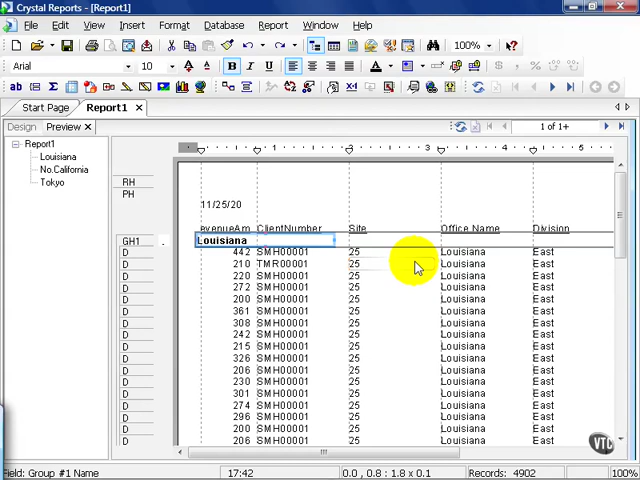 Crystal Reports - [Report1]
File Edit View Insert Format Database Report Window Help
100%
Arial 10 B I U A $ %
ab Σ X-1
Start Page Report1 ×
Design Preview × 1 of 1+
Report1
Louisiana
No.California
Tokyo
1 2 3 4 5
RH
PH
11/25/20
evenueAm ClientNumber Site Office Name Division
GH1 Louisiana
D 442 SMH00001 25 Louisiana East
D 210 TMR00001 25 Louisiana East
D 220 SMH00001 25 Louisiana East
D 272 SMH00001 25 Louisiana East
D 200 SMH00001 25 Louisiana East
D 361 SMH00001 25 Louisiana East
D 308 SMH00001 25 Louisiana East
D 242 SMH00001 25 Louisiana East
D 215 SMH00001 25 Louisiana East
D 326 SMH00001 25 Louisiana East
D 206 SMH00001 25 Louisiana East
D 230 SMH00001 25 Louisiana East
D 301 SMH00001 25 Louisiana East
D 274 SMH00001 25 Louisiana East
D 296 SMH00001 25 Louisiana East
D 200 SMH00001 25 Louisiana East
D 206 SMH00001 25 Louisiana East
VTC
Field: Group #1 Name 17:42 0.0 , 0.8 : 1.8 x 0.1 Records: 4902 100%